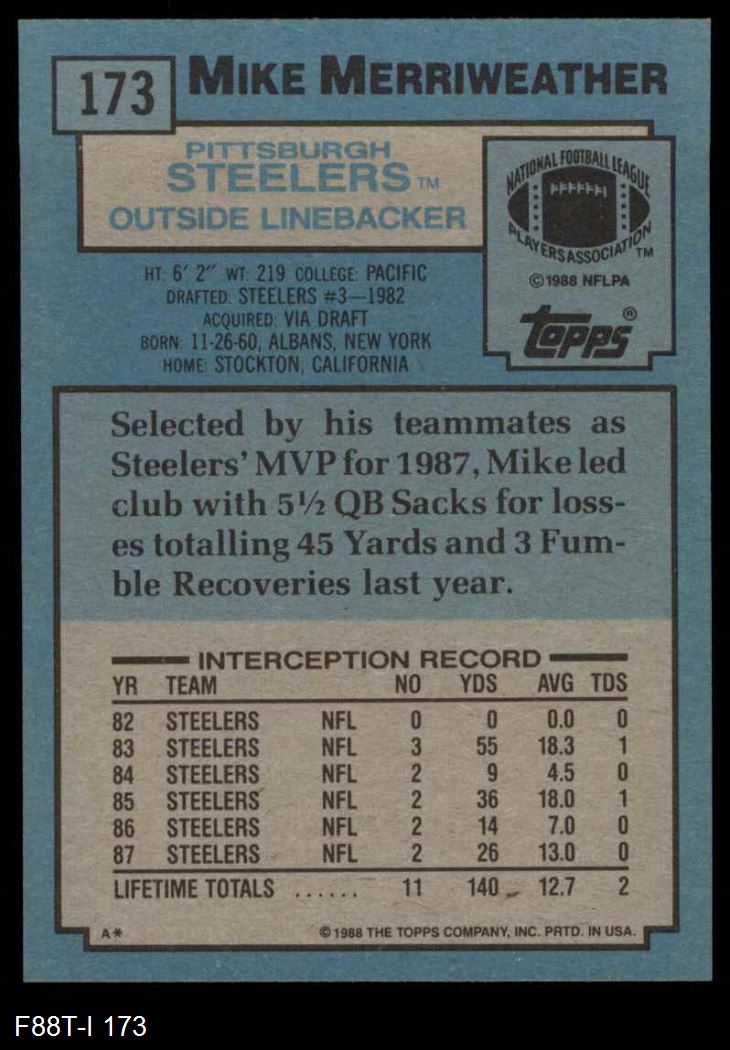 173
MIKE MERRIWEATHER
PITTSBURGH
STEELERS™
OUTSIDE LINEBACKER
NATIONAL FOOTBALL LEAGUE
PLAYERS ASSOCIATION™
©1988 NFLPA
topps®
HT: 6' 2" WT: 219 COLLEGE: PACIFIC
DRAFTED: STEELERS #3—1982
ACQUIRED: VIA DRAFT
BORN: 11-26-60, ALBANS, NEW YORK
HOME: STOCKTON, CALIFORNIA
Selected by his teammates as
Steelers' MVP for 1987, Mike led
club with 5½ QB Sacks for loss-
es totalling 45 Yards and 3 Fum-
ble Recoveries last year.
INTERCEPTION RECORD
YR TEAM NO YDS AVG TDS
82 STEELERS NFL 0 0 0.0 0
83 STEELERS NFL 3 55 18.3 1
84 STEELERS NFL 2 9 4.5 0
85 STEELERS NFL 2 36 18.0 1
86 STEELERS NFL 2 14 7.0 0
87 STEELERS NFL 2 26 13.0 0
LIFETIME TOTALS ...... 11 140 12.7 2
A* ©1988 THE TOPPS COMPANY, INC. PRTD. IN USA.
F88T-I 173